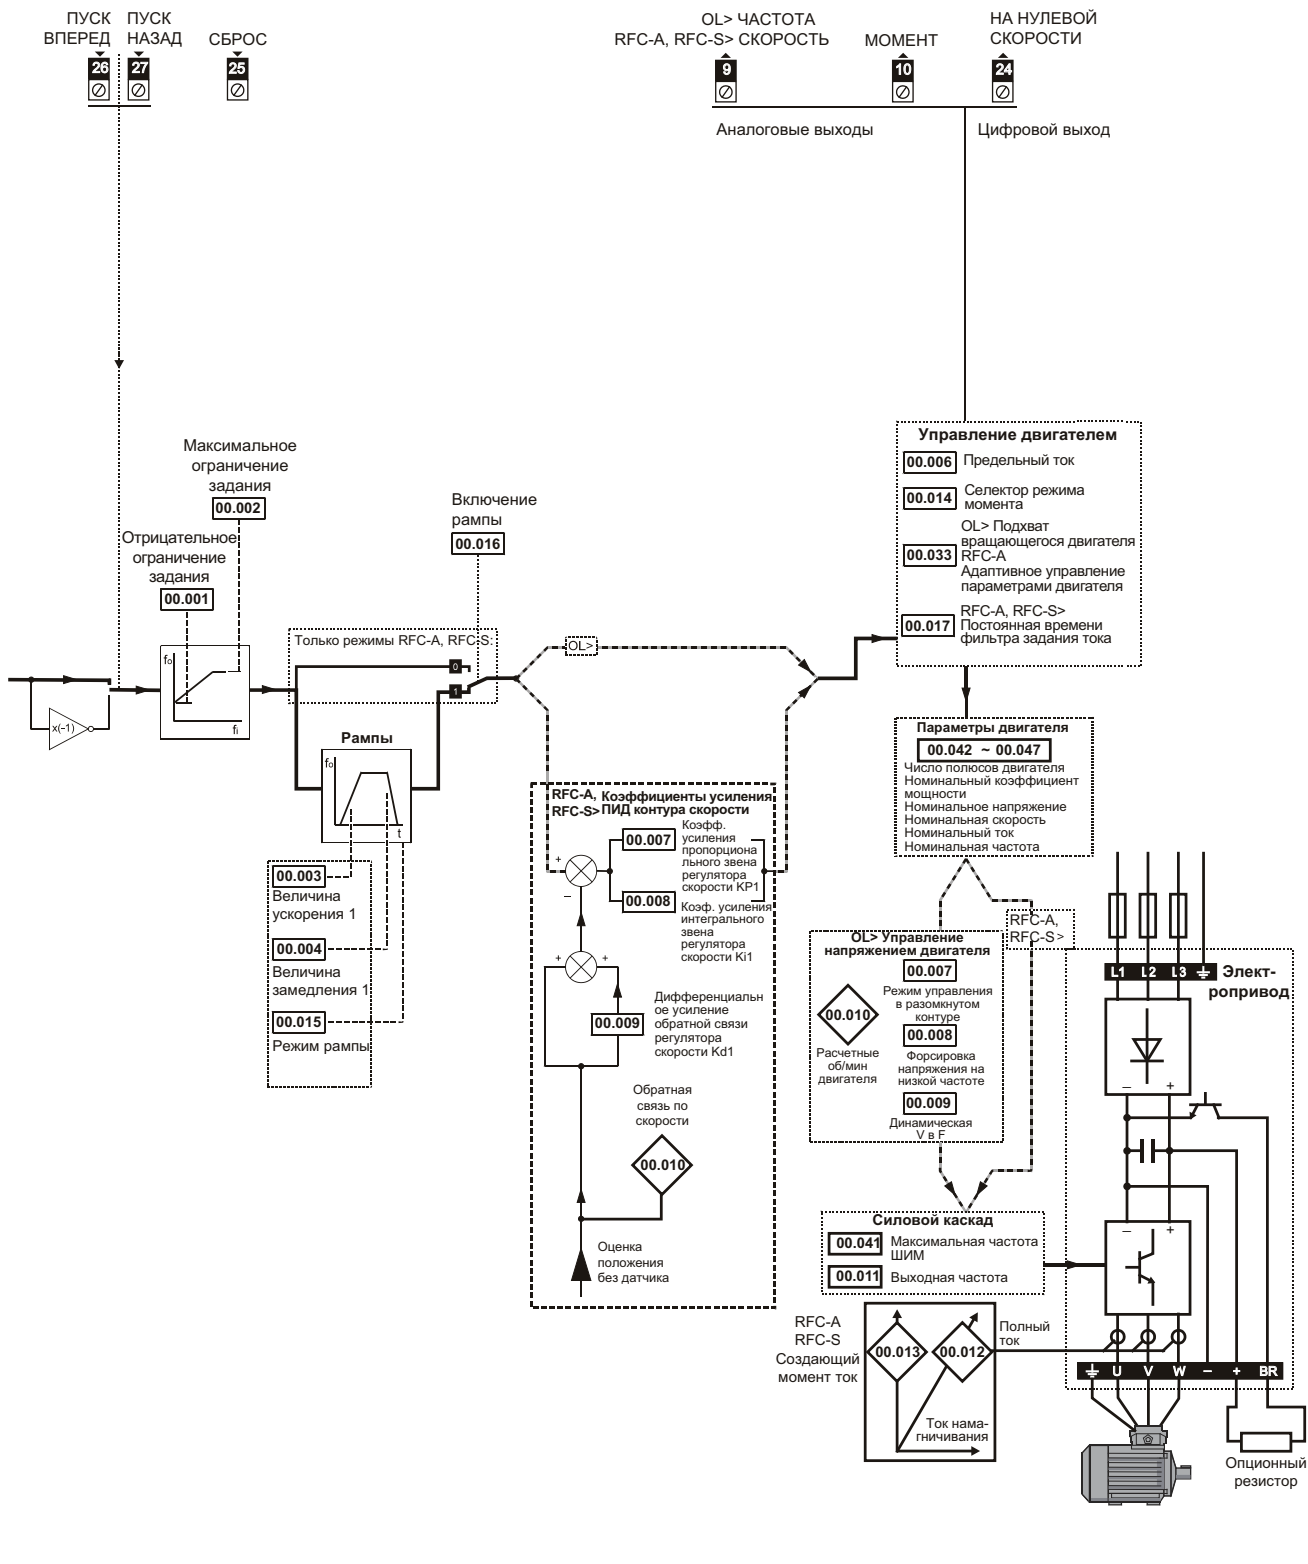 ПУСК
ВПЕРЕД
ПУСК
НАЗАД
СБРОС
26
27
25
OL> ЧАСТОТА
RFC-A, RFC-S> СКОРОСТЬ
МОМЕНТ
НА НУЛЕВОЙ
СКОРОСТИ
9
10
24
Аналоговые выходы
Цифровой выход
Максимальное
ограничение
задания
00.002
Отрицательное
ограничение
задания
00.001
Включение
рампы
00.016
Только режимы RFC-A, RFC-S:
0
1
fo
fi
x(–1)
Рампы
fo
t
00.003
Величина
ускорения 1
00.004
Величина
замедления 1
00.015
Режим рампы
OL>
Управление двигателем
00.006 Предельный ток
00.014 Селектор режима
момента
OL> Подхват
вращающегося двигателя
00.033 RFC-A
Адаптивное управление
параметрами двигателя
RFC-A, RFC-S>
00.017 Постоянная времени
фильтра задания тока
Параметры двигателя
00.042 ~ 00.047
Число полюсов двигателя
Номинальный коэффициент
мощности
Номинальное напряжение
Номинальная скорость
Номинальный ток
Номинальная частота
RFC-A, Коэффициенты усиления
RFC-S> ПИД контура скорости
00.007
Коэфф.
усиления
пропорциона
льного звена
регулятора
скорости KP1
00.008
Коэф. усиления
интегрального
звена
регулятора
скорости Ki1
+
–
+
+
00.009
Дифференциальн
ое усиление
обратной связи
регулятора
скорости Kd1
Обратная
связь по
скорости
00.010
Оценка
положения
без датчика
RFC-A,
RFC-S >
OL> Управление
напряжением двигателя
00.007
Режим управления
в разомкнутом
контуре
00.010
Расчетные
об/мин
двигателя
00.008
Форсировка
напряжения на
низкой частоте
00.009
Динамическая
V в F
Силовой каскад
00.041 Максимальная частота
ШИМ
00.011 Выходная частота
RFC-A
RFC-S
Создающий
момент ток
00.013
00.012
Полный
ток
Ток нама-
гничивания
L1 L2 L3
Элект-
ропривод
– +
– +
U V W – + BR
Опционный
резистор